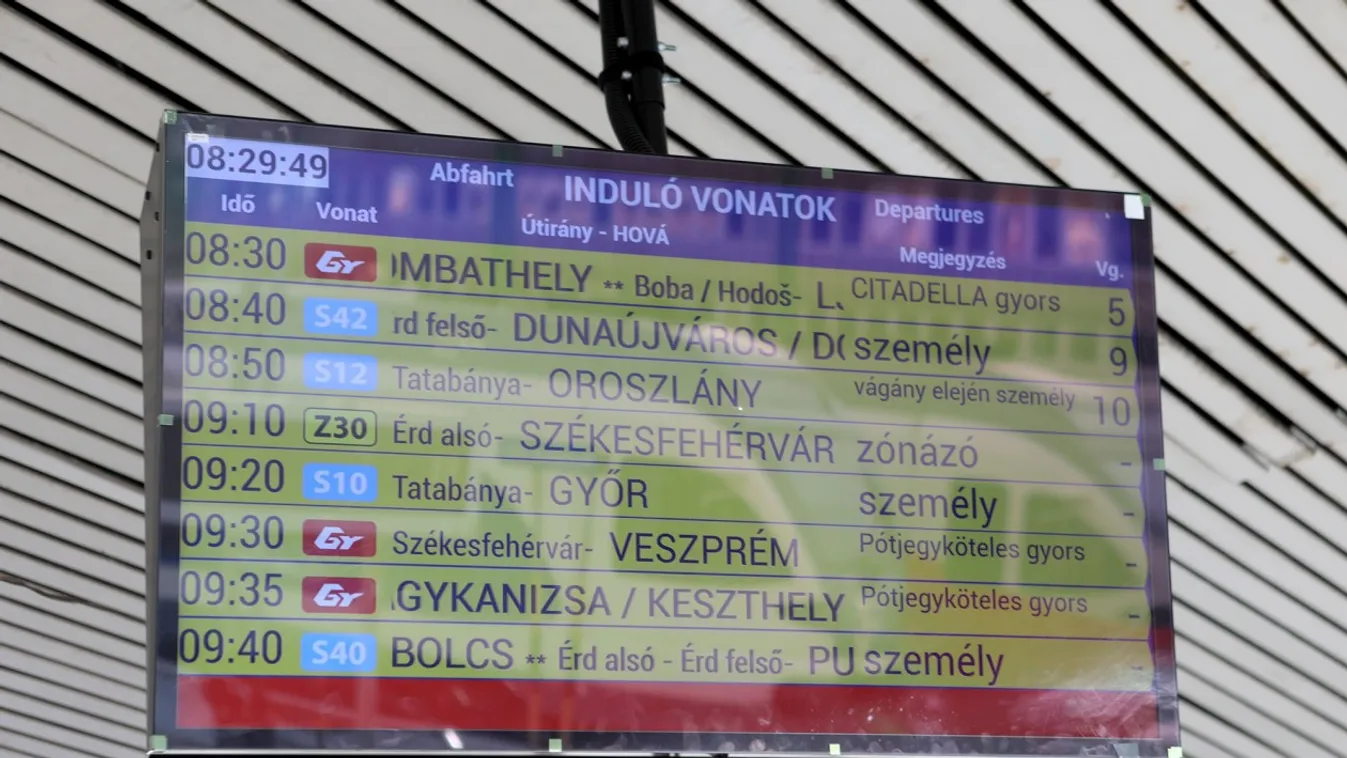 08:29:49 Abfahrt INDULÓ VONATOK Departures
Idő Vonat Útirány - HOVÁ Megjegyzés Vg.
08:30 Gy OMBATHELY ** Boba / Hodoš- CITADELLA gyors 5
08:40 S42 rd felső- DUNAÚJVÁROS / személy 9
08:50 S12 Tatabánya- OROSZLÁNY vágány elején személy 10
09:10 Z30 Érd alsó- SZÉKESFEHÉRVÁR zónázó -
09:20 S10 Tatabánya- GYŐR személy -
09:30 Gy Székesfehérvár- VESZPRÉM Pótjegyköteles gyors -
09:35 Gy GYKANIZSA / KESZTHELY Pótjegyköteles gyors -
09:40 S40 BOLCS ** Érd alsó - Érd felső- PU személy -